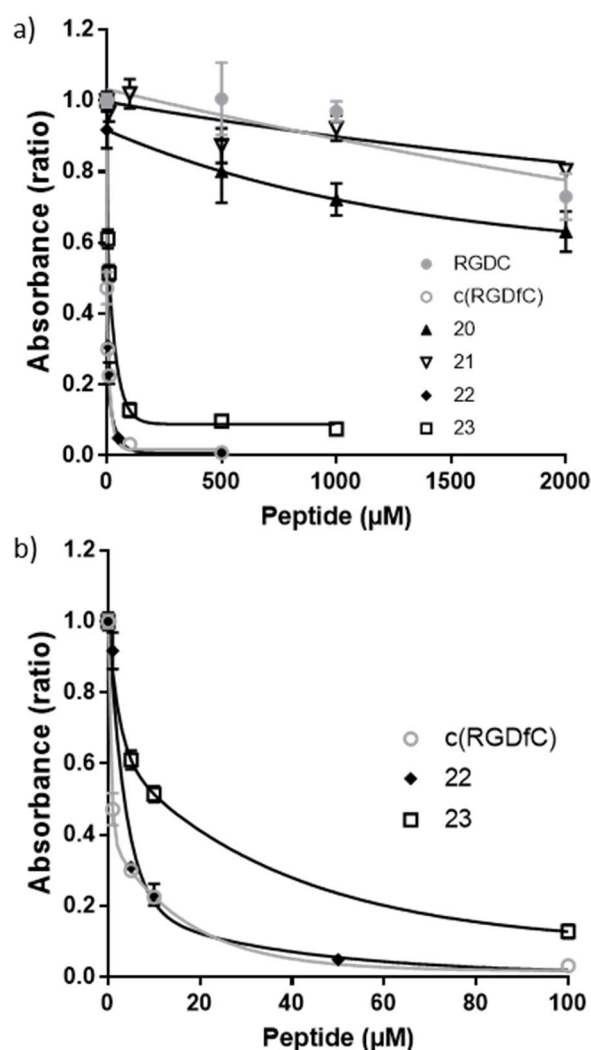 a)
1.2
1.0
0.8
0.6
0.4
0.2
0.0
Absorbance (ratio)
RGDC
c(RGDfC)
20
21
22
23
0 500 1000 1500 2000
Peptide (µM)
b)
1.2
1.0
0.8
0.6
0.4
0.2
0.0
Absorbance (ratio)
c(RGDfC)
22
23
0 20 40 60 80 100
Peptide (µM)